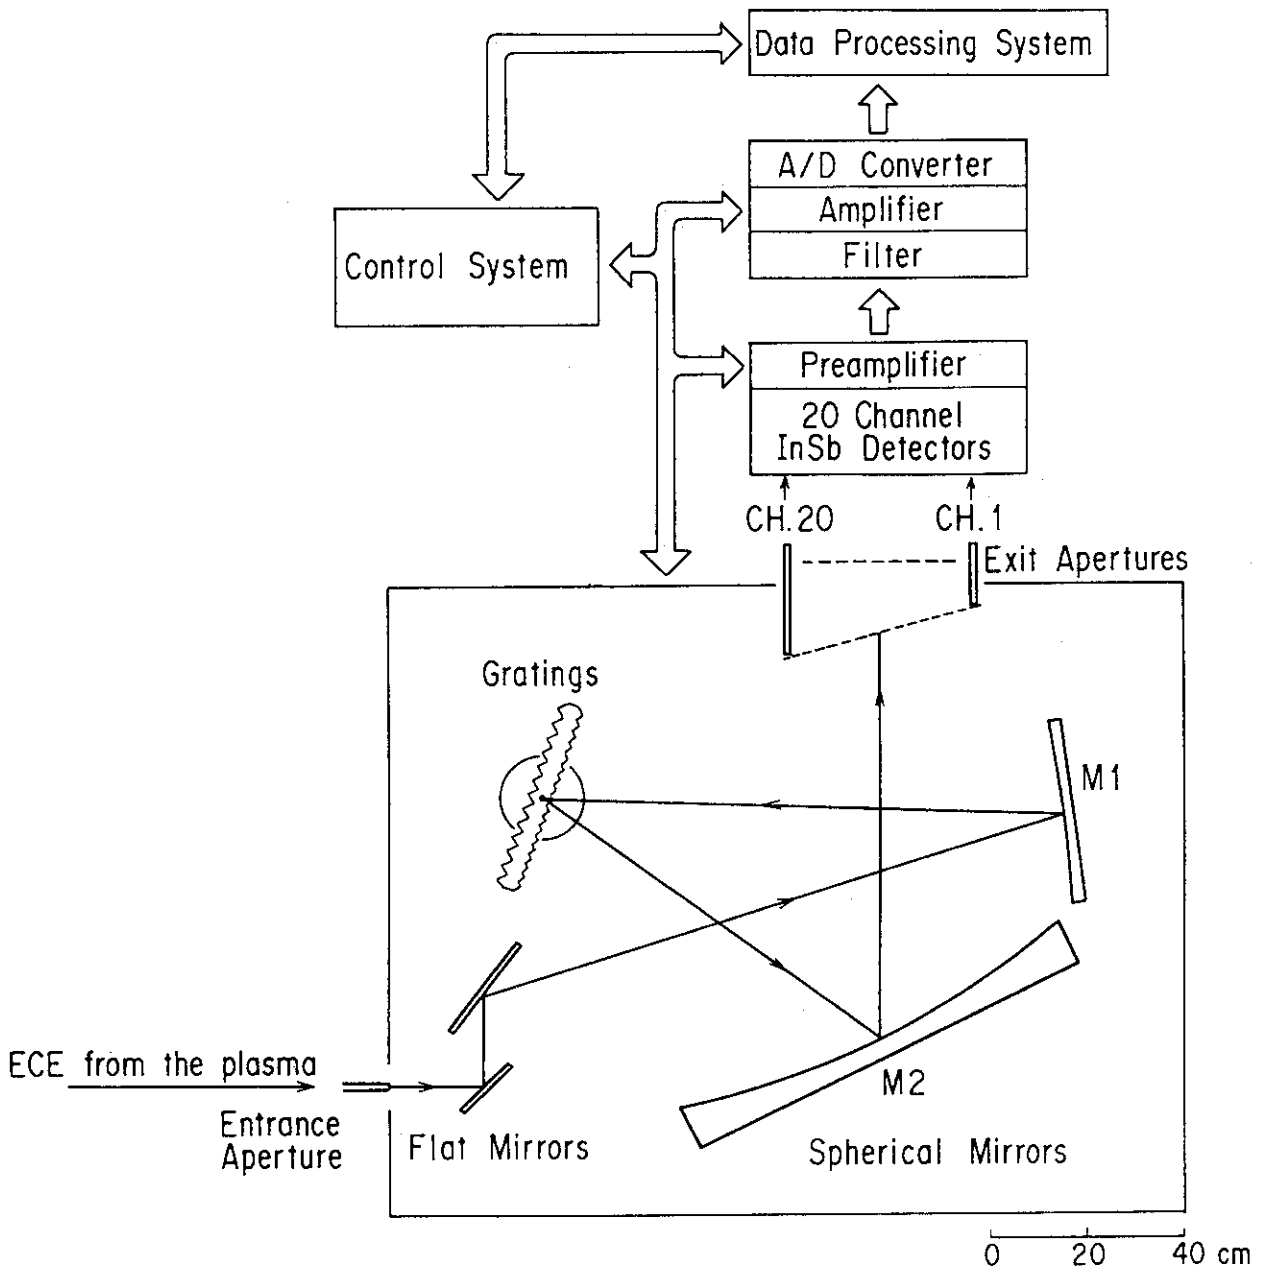 Data Processing System
A/D Converter
Amplifier
Filter
Control System
Preamplifier
20 Channel
InSb Detectors
CH.20
CH.1
Exit Apertures
Gratings
M1
ECE from the plasma
M2
Entrance
Aperture
Flat Mirrors
Spherical Mirrors
0 20 40 cm